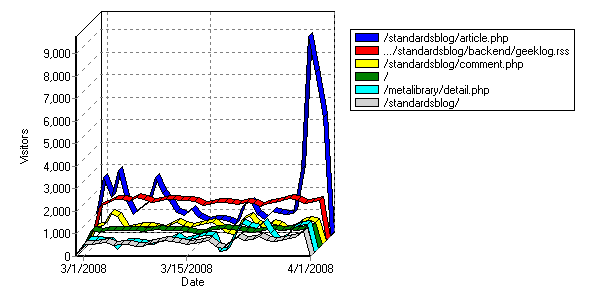 9,000
8,000
7,000
6,000
5,000
4,000
3,000
2,000
1,000
0
Visitors
3/1/2008
3/15/2008
4/1/2008
Date
/standardsblog/article.php
.../standardsblog/backend/geeklog.rss
/standardsblog/comment.php
/
/metalibrary/detail.php
/standardsblog/